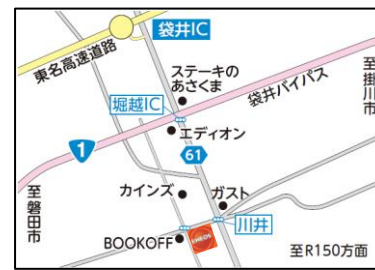 袋井IC
東名高速道路
ステーキの
あさくま
至掛川市
堀越IC
袋井バイパス
エディオン
1
61
カインズ
ガスト
至磐田市
川井
BOOKOFF
ENEOS
至R150方面